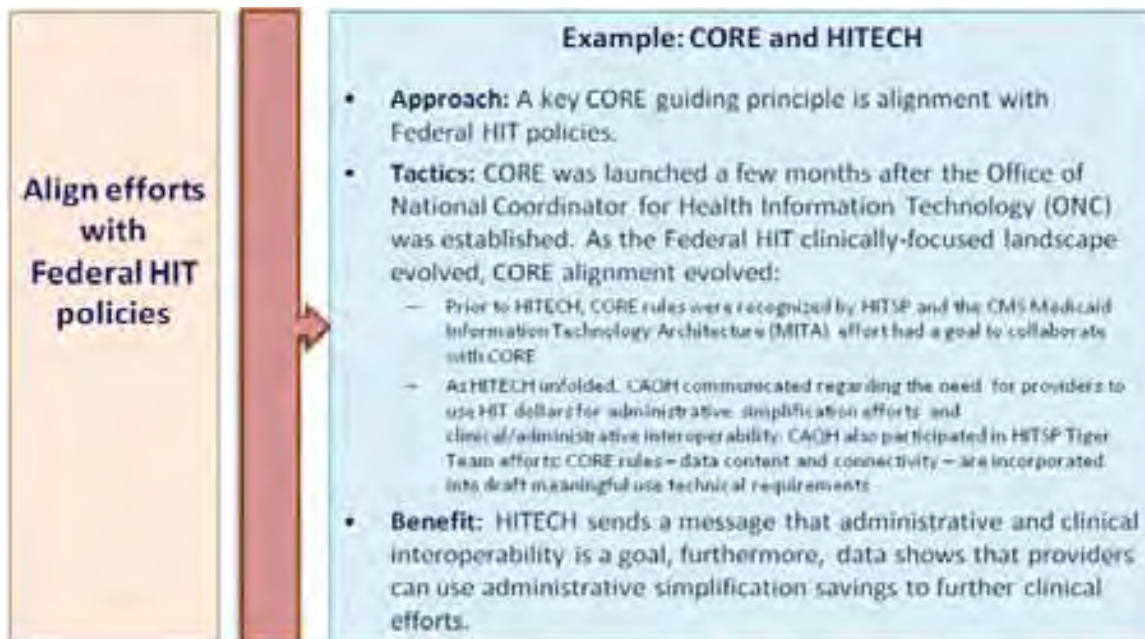 Align efforts
with
Federal HIT
policies
Example: CORE and HITECH
• Approach: A key CORE guiding principle is alignment with
Federal HIT policies.
• Tactics: CORE was launched a few months after the Office of
National Coordinator for Health Information Technology (ONC)
was established. As the Federal HIT clinically-focused landscape
evolved, CORE alignment evolved:
– Prior to HITECH, CORE rules were recognized by HITSP and the CMS Medicaid
Information Technology Architecture (MITA) effort had a goal to collaborate
with CORE
– As HITECH unfolded, CAQH communicated regarding the need for providers to
use HIT dollars for administrative simplification efforts and
clinical/administrative interoperability. CAQH also participated in HITSP Tiger
Team efforts: CORE rules – data content and connectivity – are incorporated
into draft meaningful use technical requirements
• Benefit: HITECH sends a message that administrative and clinical
interoperability is a goal, furthermore, data shows that providers
can use administrative simplification savings to further clinical
efforts.